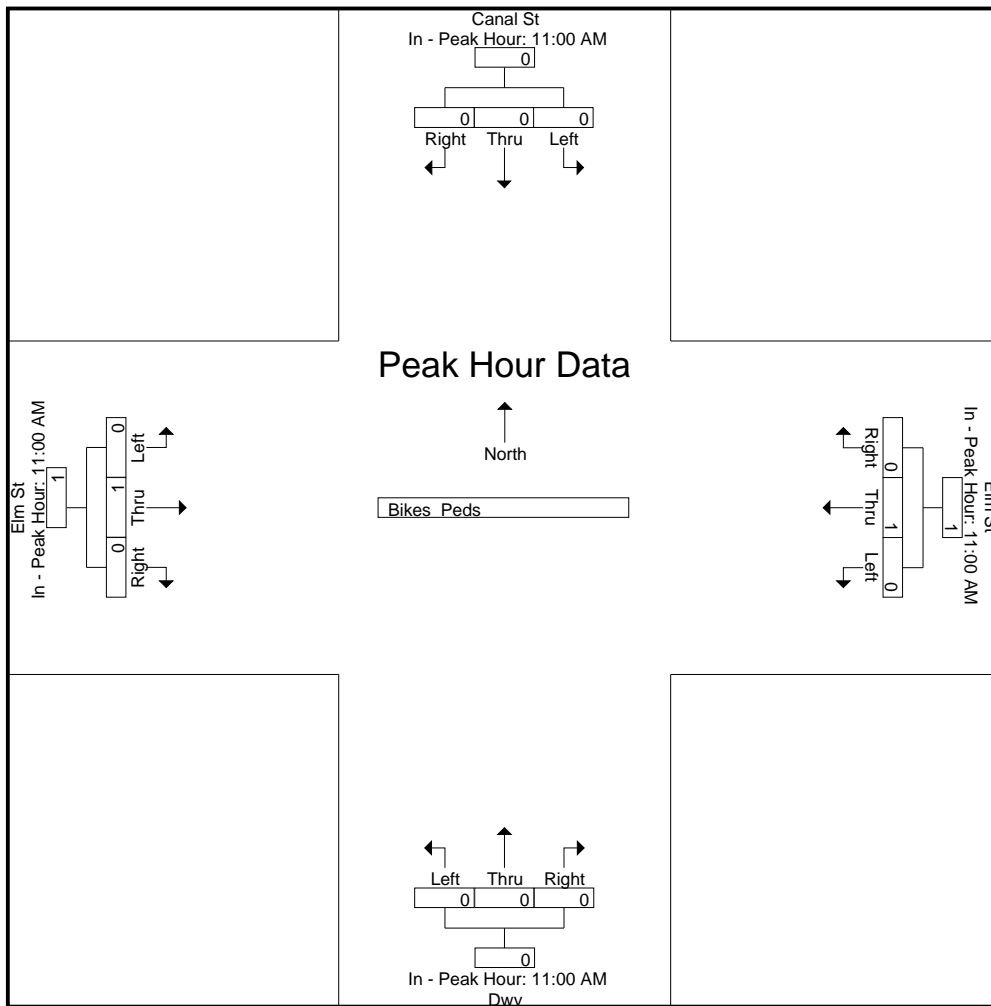 Canal St
In - Peak Hour: 11:00 AM
0
0 0 0
Right Thru Left
Peak Hour Data
North
Bikes Peds
Elm St
In - Peak Hour: 11:00 AM
1
0 1 0
Left Thru Right
Elm St
In - Peak Hour: 11:00 AM
1
0 1 0
Right Thru Left
Left Thru Right
0 0 0
0
In - Peak Hour: 11:00 AM
Dwy